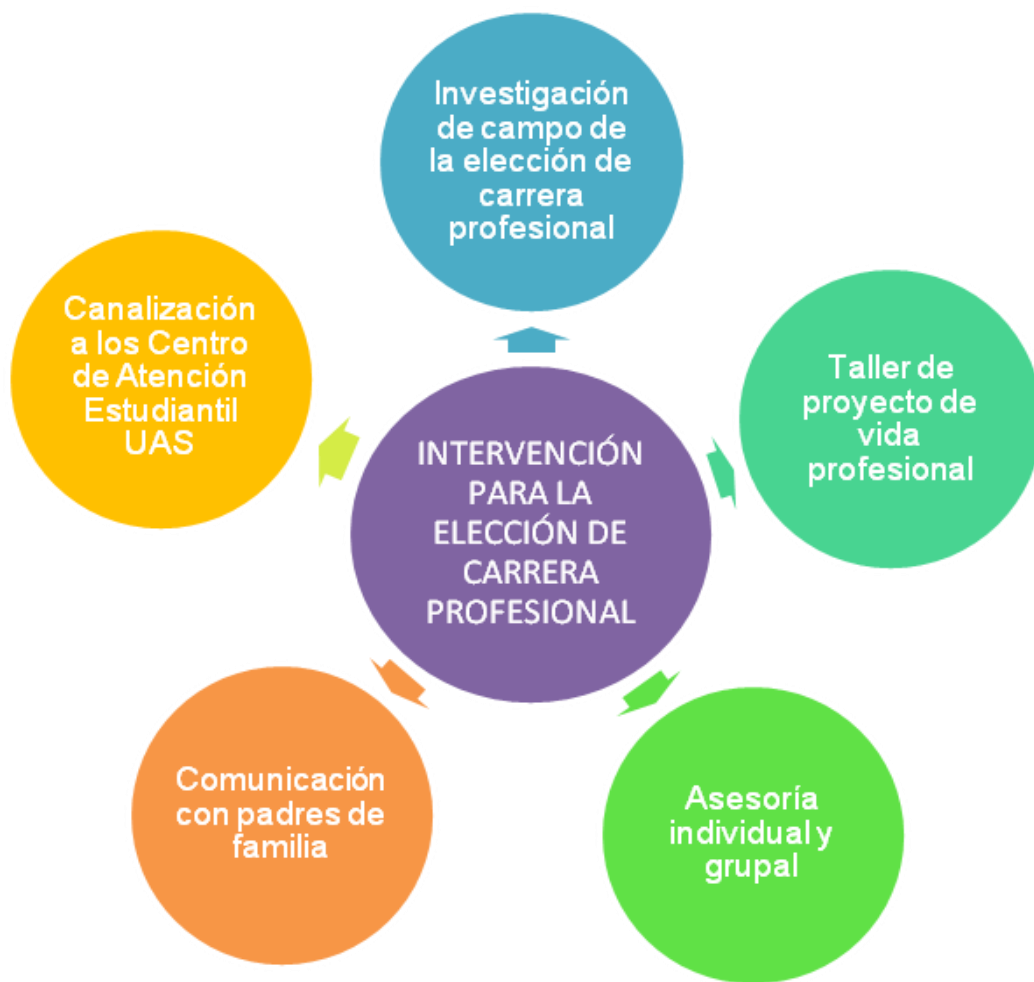 Investigación
de campo de
la elección de
carrera
profesional
Canalización
a los Centro
de Atención
Estudiantil
UAS
Taller de
proyecto de
vida
profesional
INTERVENCIÓN
PARA LA
ELECCIÓN DE
CARRERA
PROFESIONAL
Comunicación
con padres de
familia
Asesoría
individual y
grupal